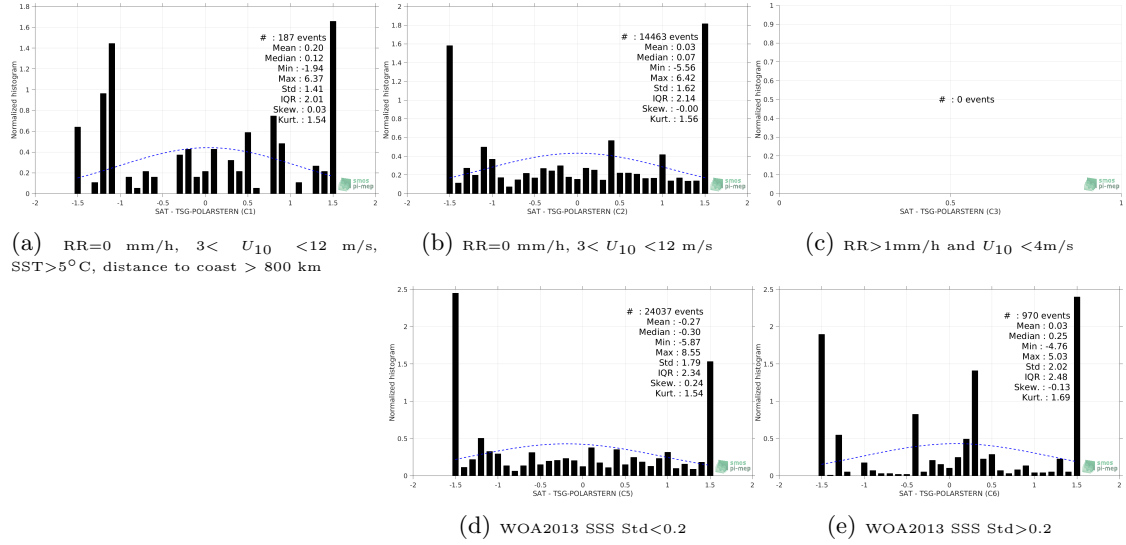 1.8
1.6
1.4
1.2
1
0.8
0.6
0.4
0.2
0
Normalized histogram
# : 187 events
Mean : 0.20
Median : 0.12
Min : -1.94
Max : 6.37
Std : 1.41
IQR : 2.01
Skew. : 0.03
Kurt. : 1.54
smos
pi-mep
-2 -1.5 -1 -0.5 0 0.5 1 1.5 2
SAT - TSG-POLARSTERN (C1)
(a) RR=0 mm/h, 3< U10 <12 m/s,
SST>5°C, distance to coast > 800 km
2
1.8
1.6
1.4
1.2
1
0.8
0.6
0.4
0.2
0
Normalized histogram
# : 14463 events
Mean : 0.03
Median : 0.07
Min : -5.56
Max : 6.42
Std : 1.62
IQR : 2.14
Skew. : -0.00
Kurt. : 1.56
smos
pi-mep
-2 -1.5 -1 -0.5 0 0.5 1 1.5 2
SAT - TSG-POLARSTERN (C2)
(b) RR=0 mm/h, 3< U10 <12 m/s
1
0.9
0.8
0.7
0.6
0.5
0.4
0.3
0.2
0.1
0
Normalized histogram
# : 0 events
smos
pi-mep
0 0.5 1
SAT - TSG-POLARSTERN (C3)
(c) RR>1mm/h and U10 <4m/s
2.5
2
1.5
1
0.5
0
Normalized histogram
# : 24037 events
Mean : -0.27
Median : -0.30
Min : -5.87
Max : 8.55
Std : 1.79
IQR : 2.34
Skew. : 0.24
Kurt. : 1.54
smos
pi-mep
-2 -1.5 -1 -0.5 0 0.5 1 1.5 2
SAT - TSG-POLARSTERN (C5)
(d) WOA2013 SSS Std<0.2
2.5
2
1.5
1
0.5
0
Normalized histogram
# : 970 events
Mean : 0.03
Median : 0.25
Min : -4.76
Max : 5.03
Std : 2.02
IQR : 2.48
Skew. : -0.13
Kurt. : 1.69
smos
pi-mep
-2 -1.5 -1 -0.5 0 0.5 1 1.5 2
SAT - TSG-POLARSTERN (C6)
(e) WOA2013 SSS Std>0.2